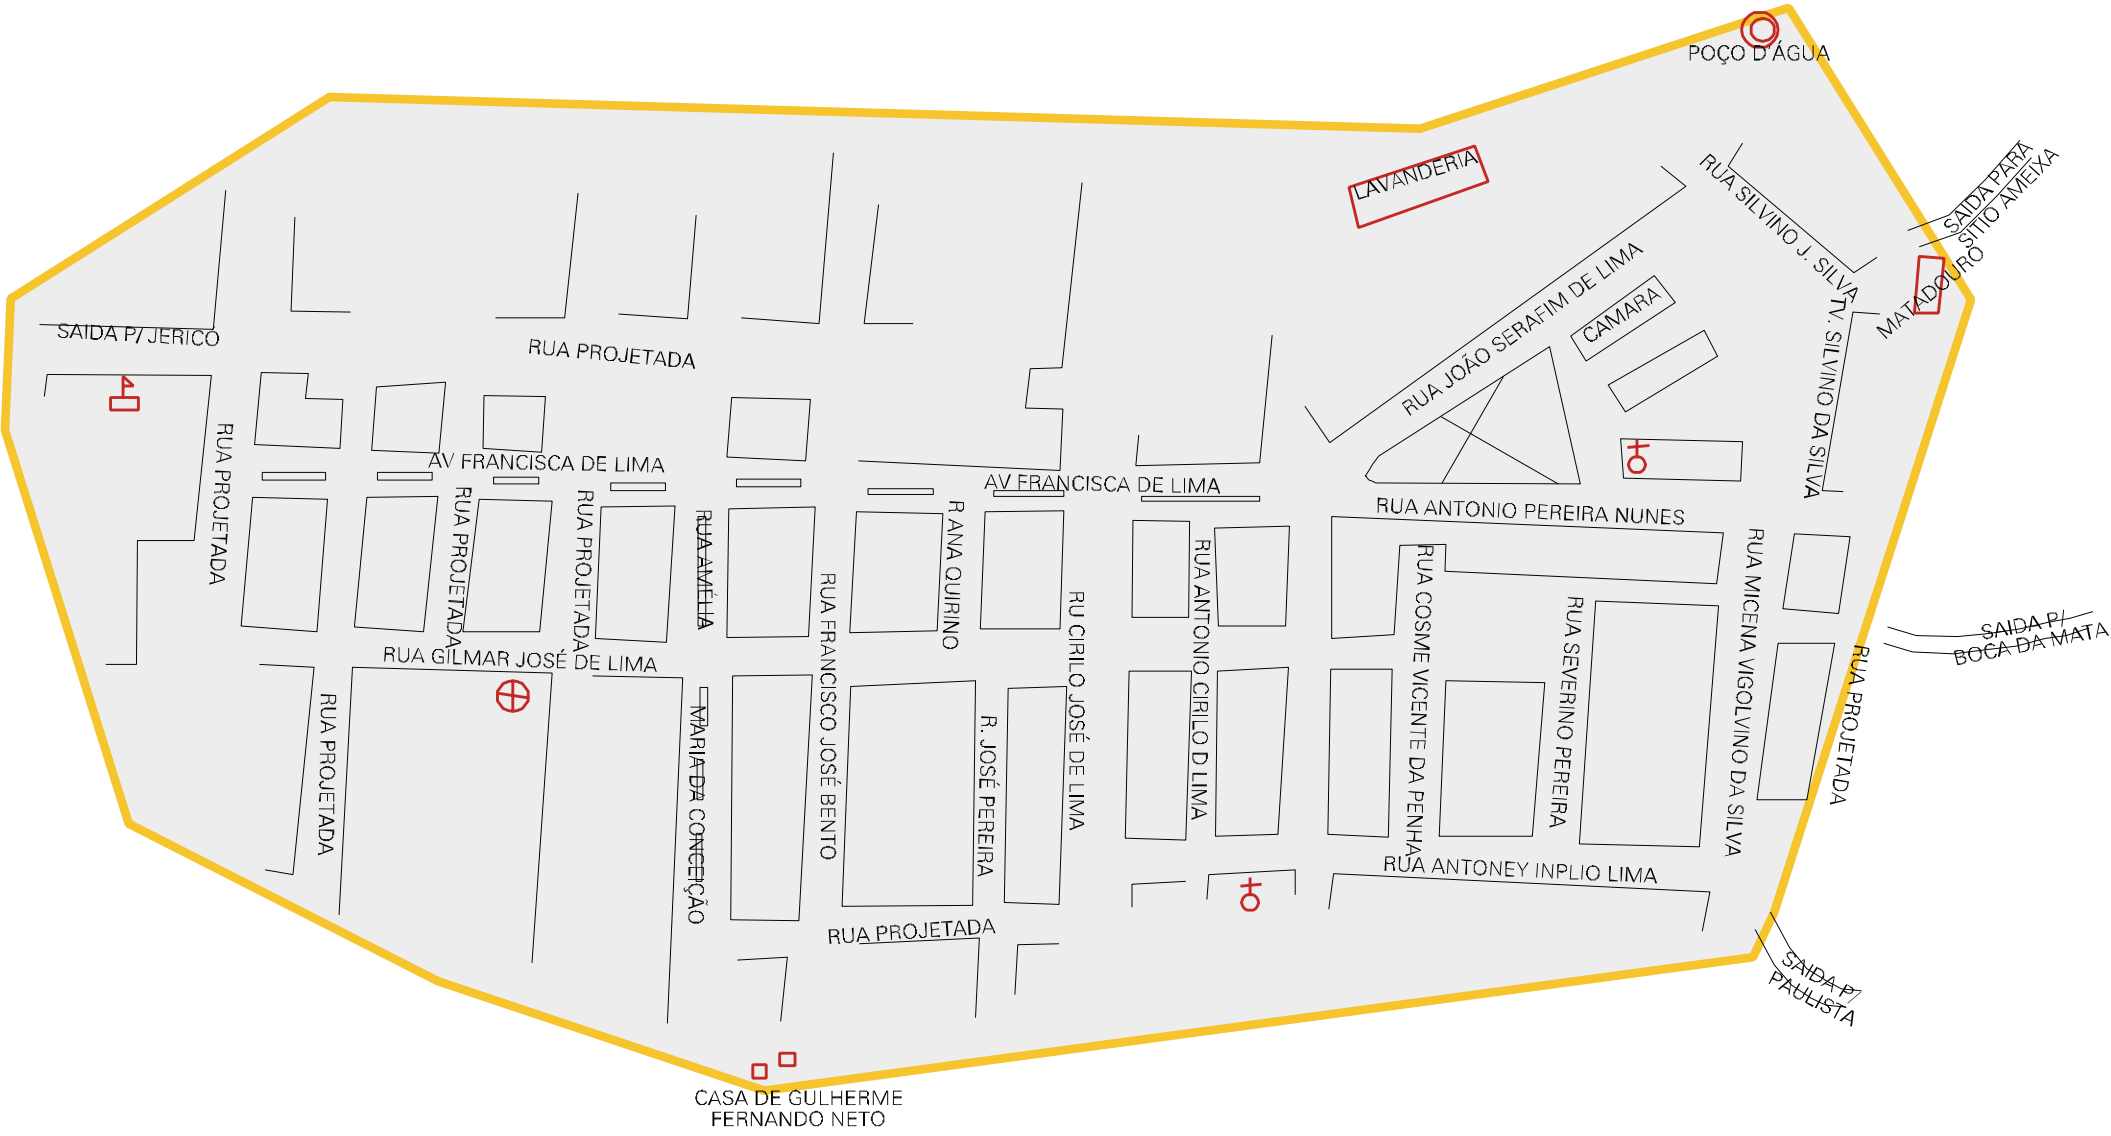 POÇO D'ÁGUA
LAVANDERIA
RUA SILVINO J. SILVA
SAIDA PARA
SITIO AMEIXA
MATADOURO
RUA JOÃO SERAFIM DE LIMA
CAMARA
TV. SILVINO DA SILVA
SAIDA P/ JERICO
RUA PROJETADA
RUA PROJETADA
AV FRANCISCA DE LIMA
AV FRANCISCA DE LIMA
RUA ANTONIO PEREIRA NUNES
RUA PROJETADA
RUA PROJETADA
RUA AMÉLIA
RUA FRANCISCO JOSÉ BENTO
R ANA QUIRINO
RU CIRILO JOSÉ DE LIMA
RUA ANTONIO CIRILO D LIMA
RUA COSME VICENTE DA PENHA
RUA SEVERINO PEREIRA
RUA MICENA VIGOLVINO DA SILVA
SAIDA P/
BOCA DA MATA
RUA PROJETADA
RUA GILMAR JOSÉ DE LIMA
RUA PROJETADA
MARIA DA CONCEIÇÃO
R. JOSÉ PEREIRA
RUA ANTONEY INPLIO LIMA
RUA PROJETADA
SAIDA P/
PAULISTA
CASA DE GULHERME
FERNANDO NETO